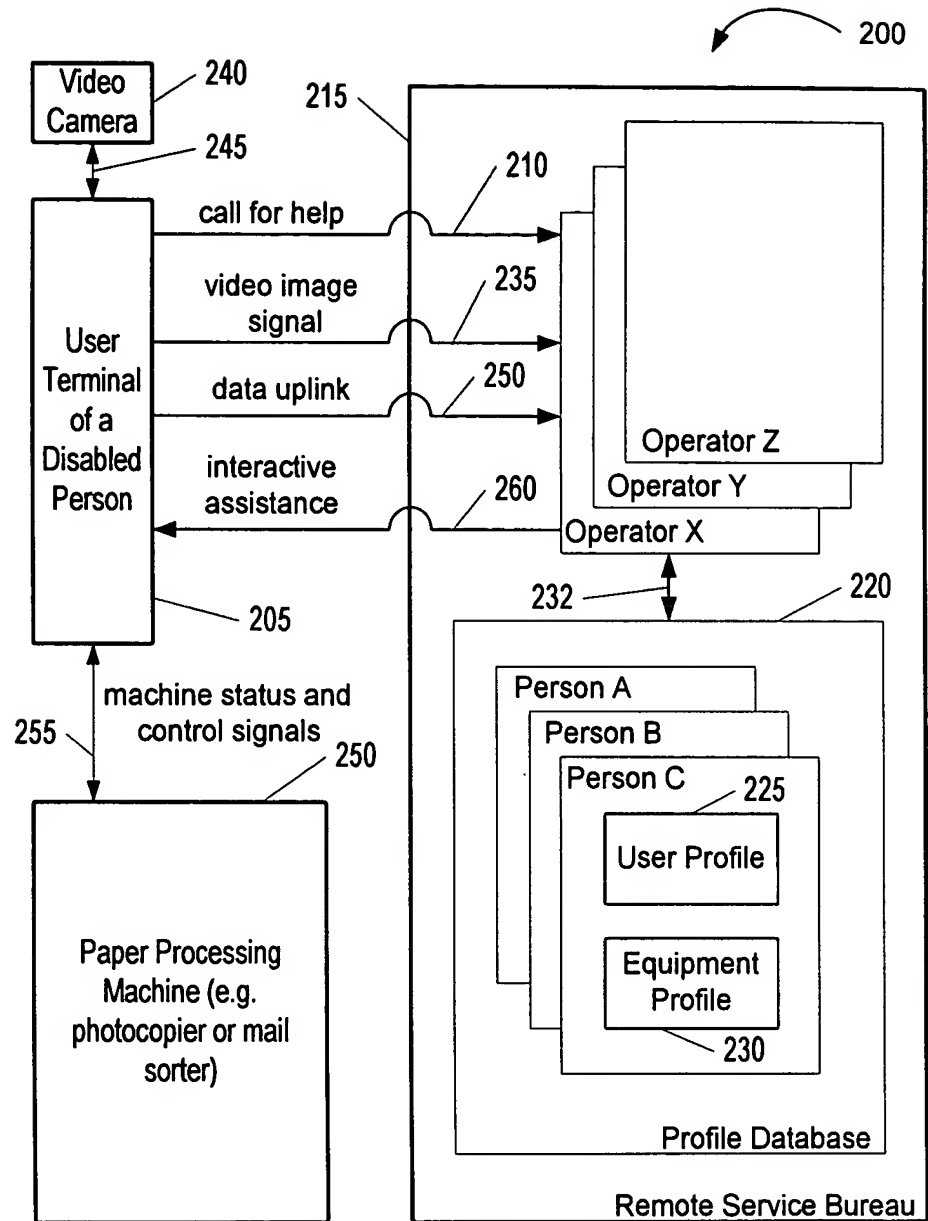 200
Video
Camera
240
245
215
210
call for help
235
video image
signal
User
Terminal
of a
Disabled
Person
data uplink
250
interactive
assistance
260
Operator Z
Operator Y
Operator X
205
232
220
machine status and
control signals
255
250
Person A
Person B
Person C
225
User Profile
Equipment
Profile
230
Paper Processing
Machine (e.g.
photocopier or mail
sorter)
Profile Database
Remote Service Bureau